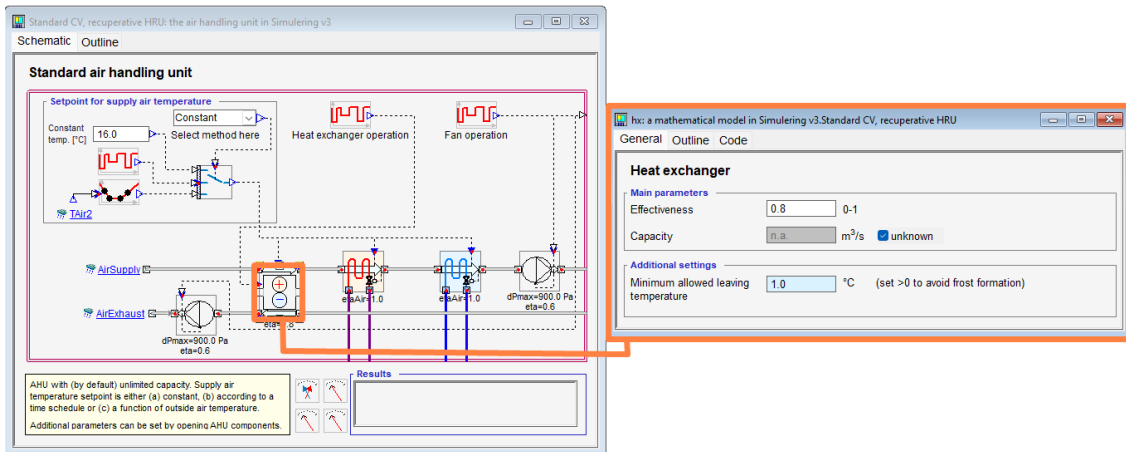 Standard CV, recuperative HRU: the air handling unit in Simulering v3
Schematic Outline
Standard air handling unit
Setpoint for supply air temperature
Constant
Constant
temp. [°C]
16.0
Select method here
Heat exchanger operation
Fan operation
TAir2
AirSupply
AirExhaust
etaAir=1.0
etaAir=1.0
dPmax=900.0 Pa
eta=0.6
dPmax=900.0 Pa
eta=0.6
AHU with (by default) unlimited capacity. Supply air
temperature setpoint is either (a) constant, (b) according to a
time schedule or (c) a function of outside air temperature.
Additional parameters can be set by opening AHU components.
Results
hx: a mathematical model in Simulering v3.Standard CV, recuperative HRU
General Outline Code
Heat exchanger
Main parameters
Effectiveness 0.8 0-1
Capacity n.a. m³/s unknown
Additional settings
Minimum allowed leaving
temperature
1.0 °C (set >0 to avoid frost formation)